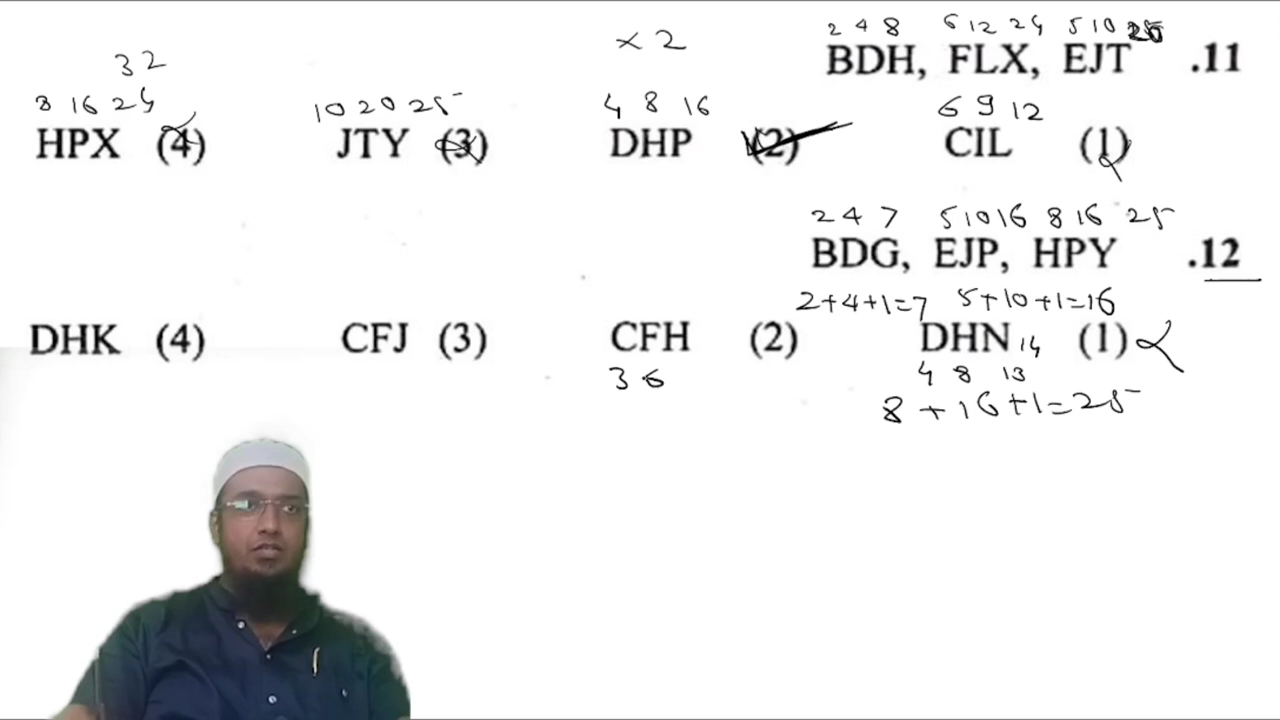 2 4 8 6 12 24 5 10 20
× 2
BDH, FLX, EJT .11
32
8 16 24 10 20 25 4 8 16 6 9 12
HPX (4) JTY (3) DHP (2) CIL (1)
2 4 7 5 10 16 8 16 25
BDG, EJP, HPY .12
2+4+1=7 5+10+1=16
DHK (4) CFJ (3) CFH (2) DHN 14 (1)
3 6 4 8 13
8 + 16 + 1 = 25